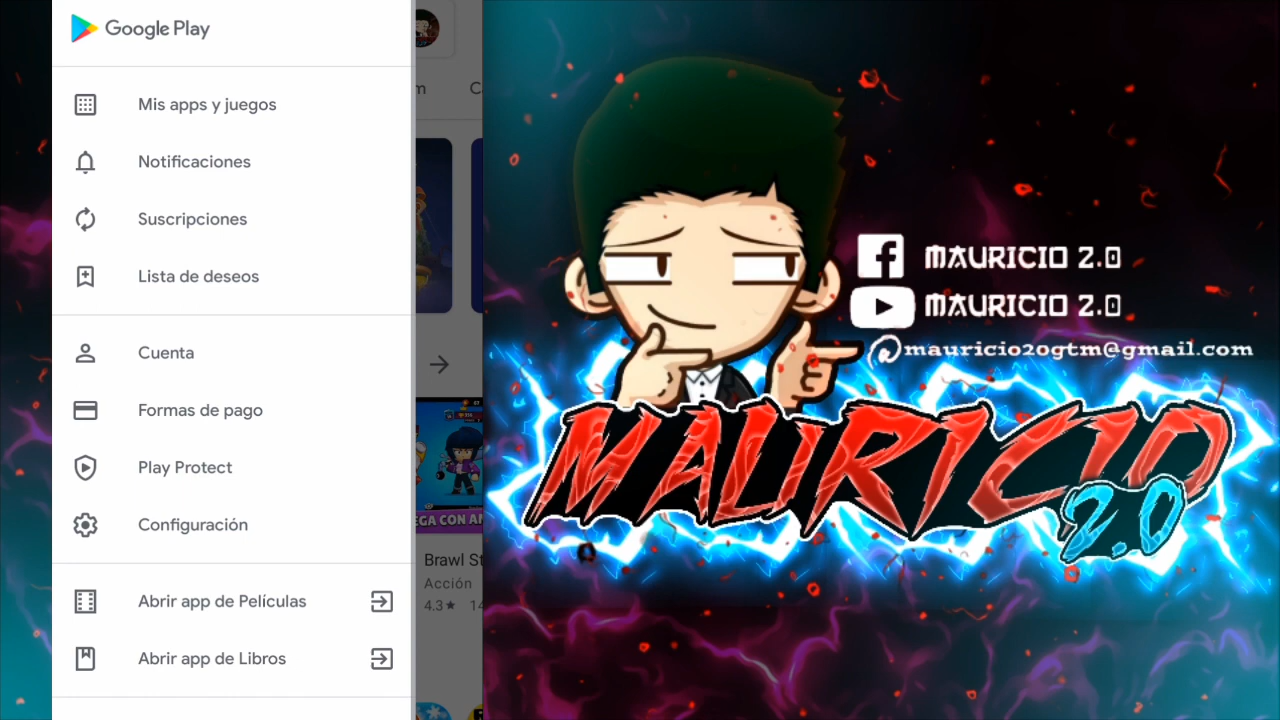 Google Play
Mis apps y juegos
Notificaciones
Suscripciones
Lista de deseos
Cuenta
Formas de pago
Play Protect
Configuración
Abrir app de Películas
Abrir app de Libros
Acción
4.3★
MAURICIO 2.0
MAURICIO 2.0
@mauricio20gtm@gmail.com
MAURICIO
2.0